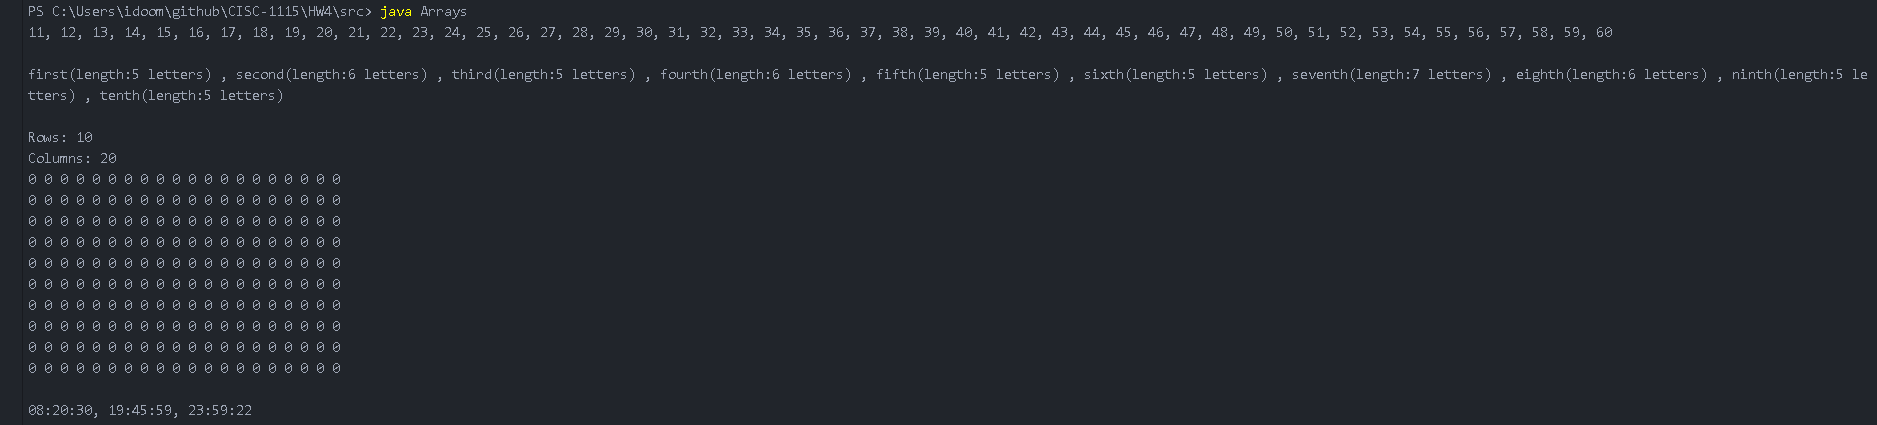 PS C:\Users\idoom\github\CISC-1115\HW4\src> java Arrays
11, 12, 13, 14, 15, 16, 17, 18, 19, 20, 21, 22, 23, 24, 25, 26, 27, 28, 29, 30, 31, 32, 33, 34, 35, 36, 37, 38, 39, 40, 41, 42, 43, 44, 45, 46, 47, 48, 49, 50, 51, 52, 53, 54, 55, 56, 57, 58, 59, 60
first(length:5 letters) , second(length:6 letters) , third(length:5 letters) , fourth(length:6 letters) , fifth(length:5 letters) , sixth(length:5 letters) , seventh(length:7 letters) , eighth(length:6 letters) , ninth(length:5 le
tters) , tenth(length:5 letters)
Rows: 10
Columns: 20
0 0 0 0 0 0 0 0 0 0 0 0 0 0 0 0 0 0 0 0
0 0 0 0 0 0 0 0 0 0 0 0 0 0 0 0 0 0 0 0
0 0 0 0 0 0 0 0 0 0 0 0 0 0 0 0 0 0 0 0
0 0 0 0 0 0 0 0 0 0 0 0 0 0 0 0 0 0 0 0
0 0 0 0 0 0 0 0 0 0 0 0 0 0 0 0 0 0 0 0
0 0 0 0 0 0 0 0 0 0 0 0 0 0 0 0 0 0 0 0
0 0 0 0 0 0 0 0 0 0 0 0 0 0 0 0 0 0 0 0
0 0 0 0 0 0 0 0 0 0 0 0 0 0 0 0 0 0 0 0
0 0 0 0 0 0 0 0 0 0 0 0 0 0 0 0 0 0 0 0
0 0 0 0 0 0 0 0 0 0 0 0 0 0 0 0 0 0 0 0
08:20:30, 19:45:59, 23:59:22